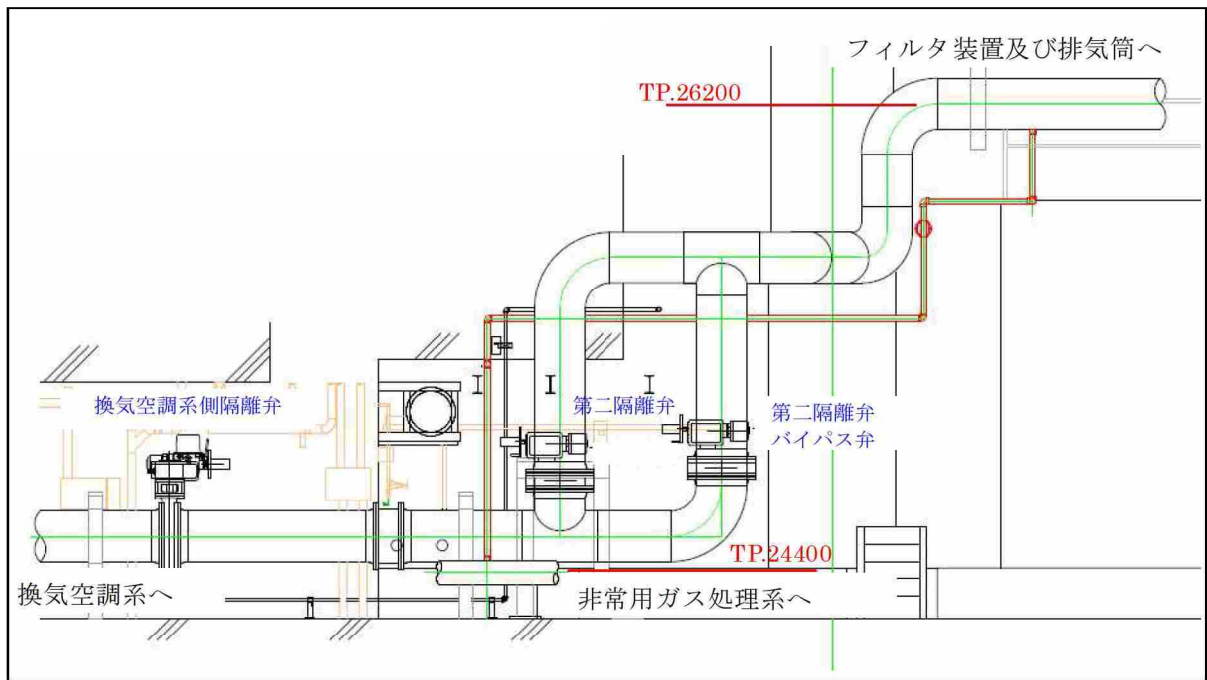 フィルタ装置及び排気筒へ
TP.26200
換気空調系側隔離弁
第二隔離弁
第二隔離弁
バイパス弁
TP.24400
換気空調系へ
非常用ガス処理系へ